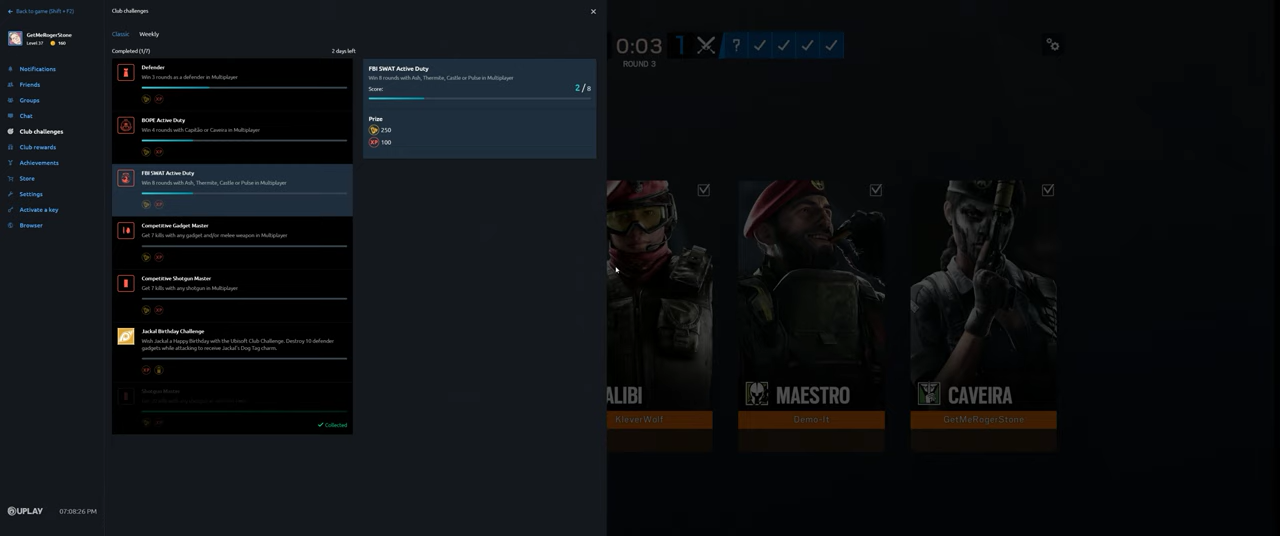 Back to game (Shift + F2)
GetMeRogerStone
Level 37 160
Notifications
Friends
Groups
Chat
Club challenges
Club rewards
Achievements
Store
Settings
Activate a key
Browser
UPLAY 07:08:26 PM
Club challenges
Classic Weekly
Completed (1/7) 2 days left
Defender
Win 3 rounds as a defender in Multiplayer
BOPE Active Duty
Win 4 rounds with Capitão or Caveira in Multiplayer
FBI SWAT Active Duty
Win 8 rounds with Ash, Thermite, Castle or Pulse in Multiplayer
XP
Competitive Gadget Master
Get 7 kills with any gadget and/or melee weapon in Multiplayer
Competitive Shotgun Master
Get 7 kills with any shotgun in Multiplayer
Jackal Birthday Challenge
Wish Jackal a Happy Birthday with the Ubisoft Club Challenge. Destroy 10 defender
gadgets while attacking to receive Jackal's Dog Tag charm.
XP
Shotgun Master
Collected
FBI SWAT Active Duty
Win 8 rounds with Ash, Thermite, Castle or Pulse in Multiplayer
Score: 2/8
Prize
250
XP 100
0:03 1 ?
ROUND 3
ALIBI
KleverWolf
MAESTRO
Demo-It
CAVEIRA
GetMeRogerStone